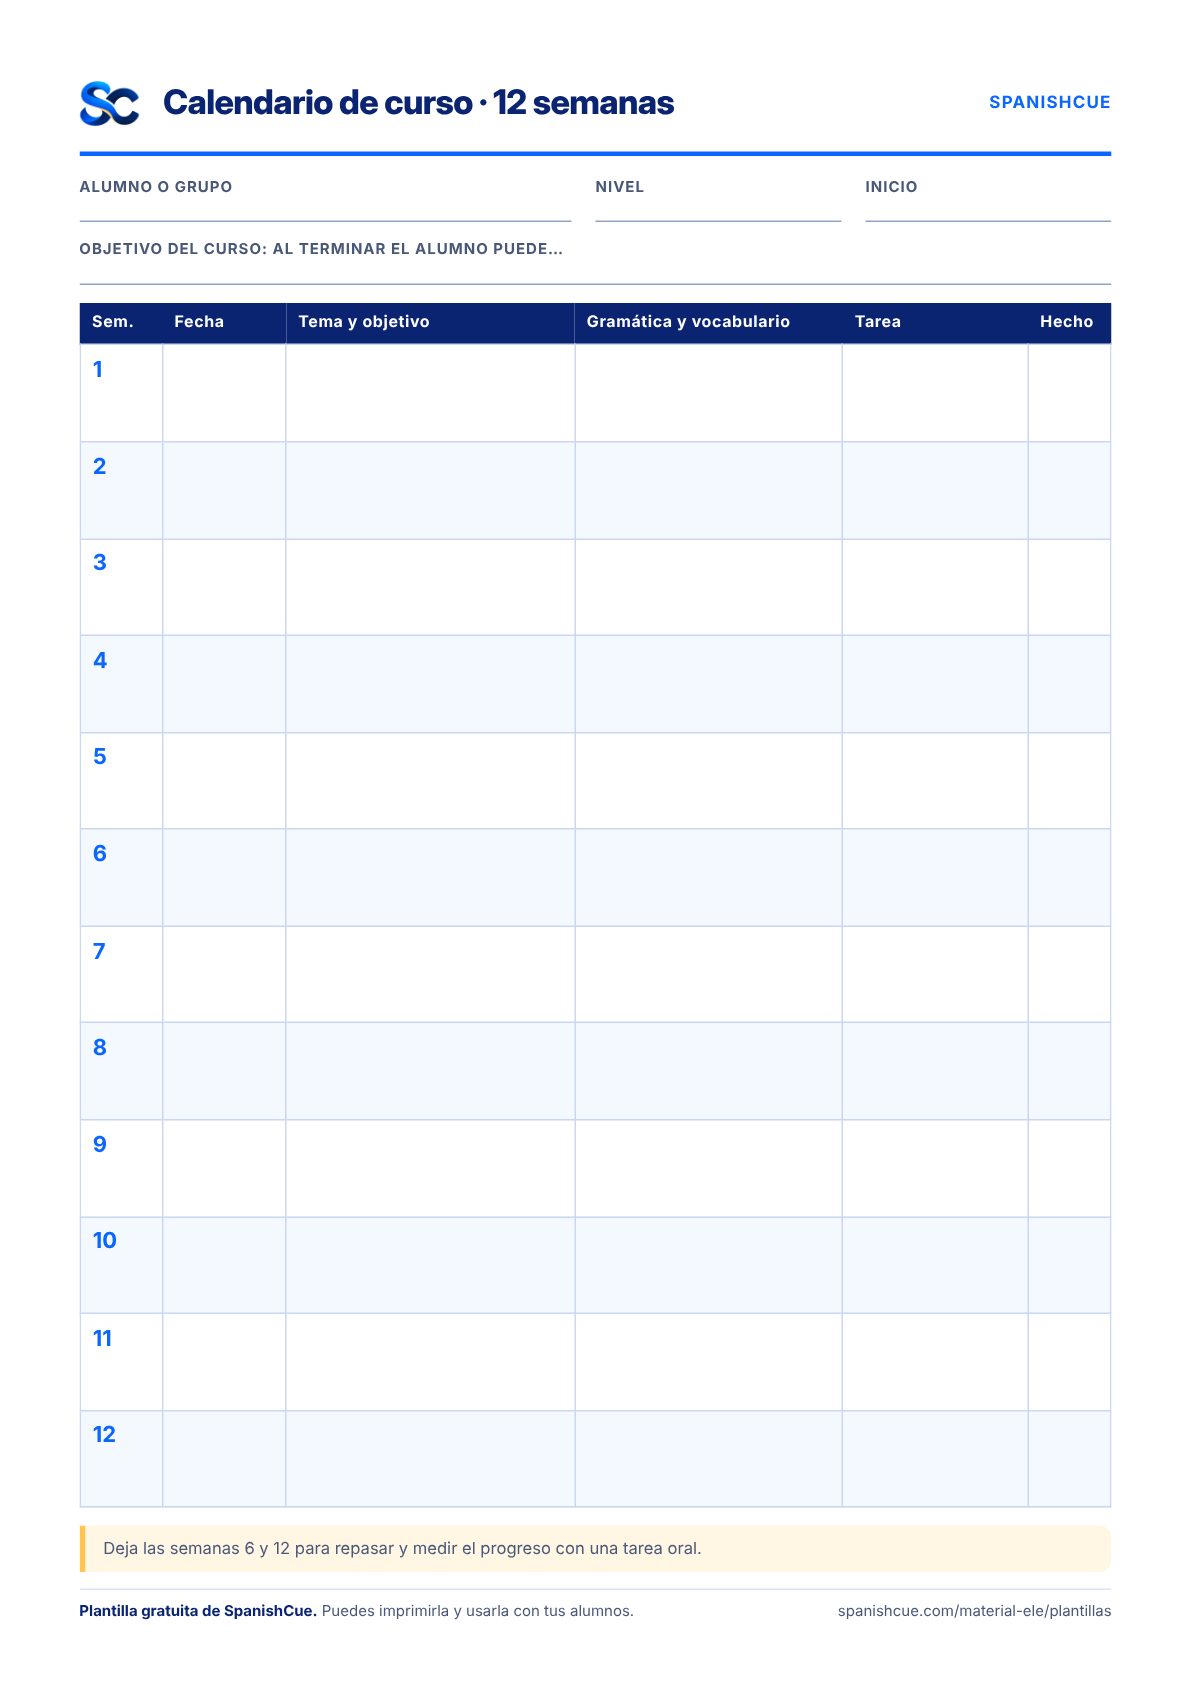 SC Calendario de curso · 12 semanas SPANISHCUE
ALUMNO O GRUPO NIVEL INICIO
OBJETIVO DEL CURSO: AL TERMINAR EL ALUMNO PUEDE...
Sem. Fecha Tema y objetivo Gramática y vocabulario Tarea Hecho
1
2
3
4
5
6
7
8
9
10
11
12
Deja las semanas 6 y 12 para repasar y medir el progreso con una tarea oral.
Plantilla gratuita de SpanishCue. Puedes imprimirla y usarla con tus alumnos. spanishcue.com/material-ele/plantillas